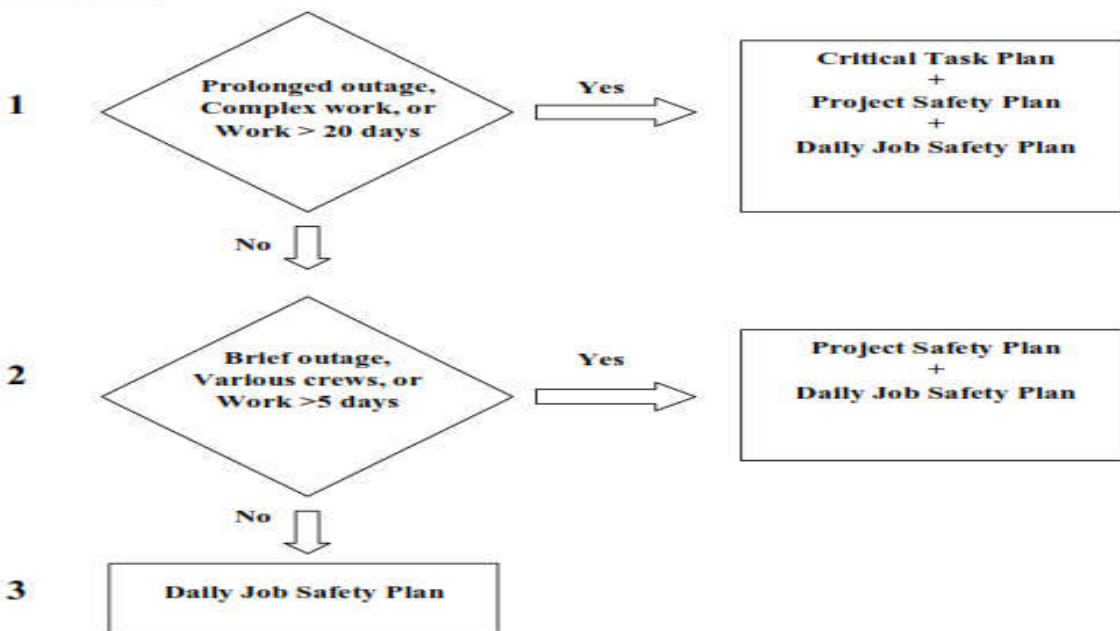 1
Prolonged outage,
Complex work, or
Work > 20 days
Yes
Critical Task Plan
+
Project Safety Plan
+
Daily Job Safety Plan
No
2
Brief outage,
Various crews, or
Work >5 days
Yes
Project Safety Plan
+
Daily Job Safety Plan
No
3
Daily Job Safety Plan